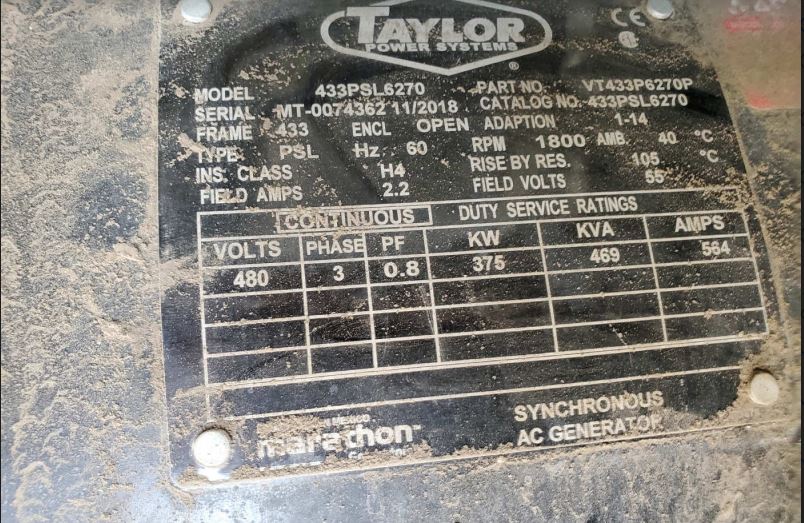 TAYLOR
POWER SYSTEMS
®
CE
MODEL 433PSL6270 PART NO. VT433P6270P
SERIAL MT-0074362 11/2018 CATALOG NO. 433PSL6270
FRAME 433 ENCL OPEN ADAPTION 1-14
TYPE PSL Hz 60 RPM 1800 AMB. 40 °C
INS. CLASS H4 RISE BY RES. 105 °C
FIELD AMPS 2.2 FIELD VOLTS 55
CONTINUOUS DUTY SERVICE RATINGS
VOLTS PHASE PF KW KVA AMPS
480 3 0.8 375 469 564
marathon™
SYNCHRONOUS
AC GENERATOR